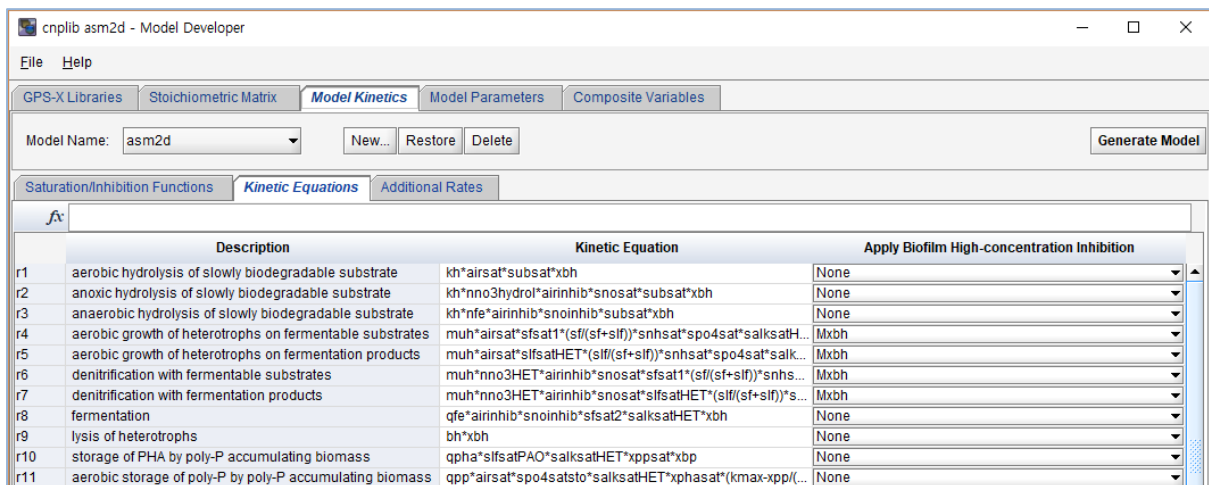 cnplib asm2d - Model Developer
File Help
GPS-X Libraries Stoichiometric Matrix Model Kinetics Model Parameters Composite Variables
Model Name: asm2d New... Restore Delete Generate Model
Saturation/Inhibition Functions Kinetic Equations Additional Rates
fx
Description Kinetic Equation Apply Biofilm High-concentration Inhibition
r1 aerobic hydrolysis of slowly biodegradable substrate kh*airsat*subsat*xbh None
r2 anoxic hydrolysis of slowly biodegradable substrate kh*nno3hydrol*airinhib*snosat*subsat*xbh None
r3 anaerobic hydrolysis of slowly biodegradable substrate kh*nfe*airinhib*snoinhib*subsat*xbh None
r4 aerobic growth of heterotrophs on fermentable substrates muh*airsat*sfsat1*(sf/(sf+slf))*snhsat*spo4sat*salksatH... Mxbh
r5 aerobic growth of heterotrophs on fermentation products muh*airsat*slfsatHET*(slf/(sf+slf))*snhsat*spo4sat*salk... Mxbh
r6 denitrification with fermentable substrates muh*nno3HET*airinhib*snosat*sfsat1*(sf/(sf+slf))*snhs... Mxbh
r7 denitrification with fermentation products muh*nno3HET*airinhib*snosat*slfsatHET*(slf/(sf+slf))*s... Mxbh
r8 fermentation qfe*airinhib*snoinhib*sfsat2*salksatHET*xbh None
r9 lysis of heterotrophs bh*xbh None
r10 storage of PHA by poly-P accumulating biomass qpha*slfsatPAO*salksatHET*xppsat*xbp None
r11 aerobic storage of poly-P by poly-P accumulating biomass qpp*airsat*spo4satsto*salksatHET*xphasat*(kmax-xpp/(... None